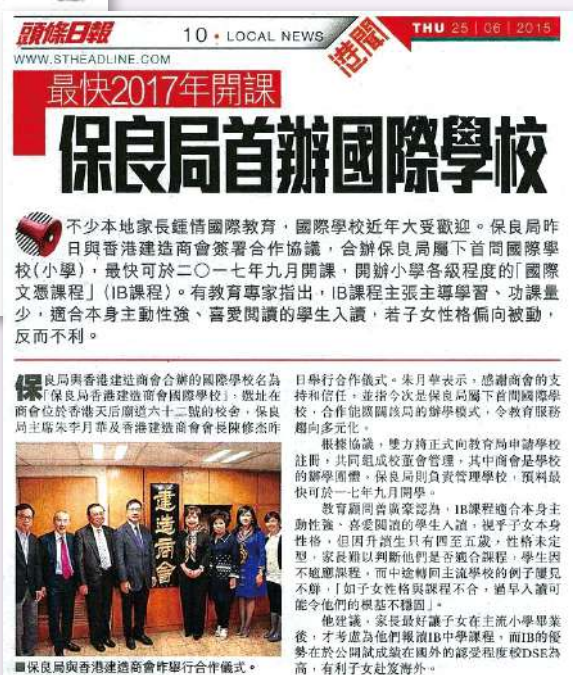 頭條日報
10 • LOCAL NEWS
港聞
THU 25 | 06 | 2015
WWW.STHEADLINE.COM
最快2017年開課
保良局首辦國際學校
不少本地家長鍾情國際教育，國際學校近年大受歡迎。保良局昨
日與香港建造商會簽署合作協議，合辦保良局屬下首間國際學
校(小學)，最快可於二○一七年九月開課，開辦小學各級程度的「國際
文憑課程」(IB課程)。有教育專家指出，IB課程主張主導學習、功課量
少，適合本身主動性強、喜愛閱讀的學生入讀，若子女性格偏向被動，
反而不利。
保良局與香港建造商會合辦的國際學校名為
「保良局香港建造商會國際學校」，選址在
商會位於香港天后廟道六十二號的校舍，保良
局主席朱李月華及香港建造商會會長陳修杰昨
日舉行合作儀式。朱月華表示，感謝商會的支
持和信任，並指今次是保良局屬下首間國際學
校，合作能擴闊該局的辦學模式，令教育服務
趨向多元化。
根據協議，雙方將正式向教育局申請學校
註冊，共同組成校董會管理，其中商會是學校
的辦學團體，保良局則負責管理學校，預料最
快可於一七年九月開學。
教育顧問曾廣豪認為，IB課程適合本身主
動性強、喜愛閱讀的學生入讀，視乎子女本身
性格，但因升讀生只有四至五歲，性格未定
型，家長難以判斷他們是否適合課程，學生因
不適應課程，而中途轉回主流學校的例子屢見
不鮮，「如子女性格與課程不合，過早入讀可
能令他們的根基不穩固」。
他建議，家長最好讓子女在主流小學畢業
後，才考慮為他們報讀IB中學課程，而IB的優
勢在於公開試成績在國外的認受程度較DSE為
高，有利子女赴笈海外。
建造商會
■保良局與香港建造商會昨舉行合作儀式。